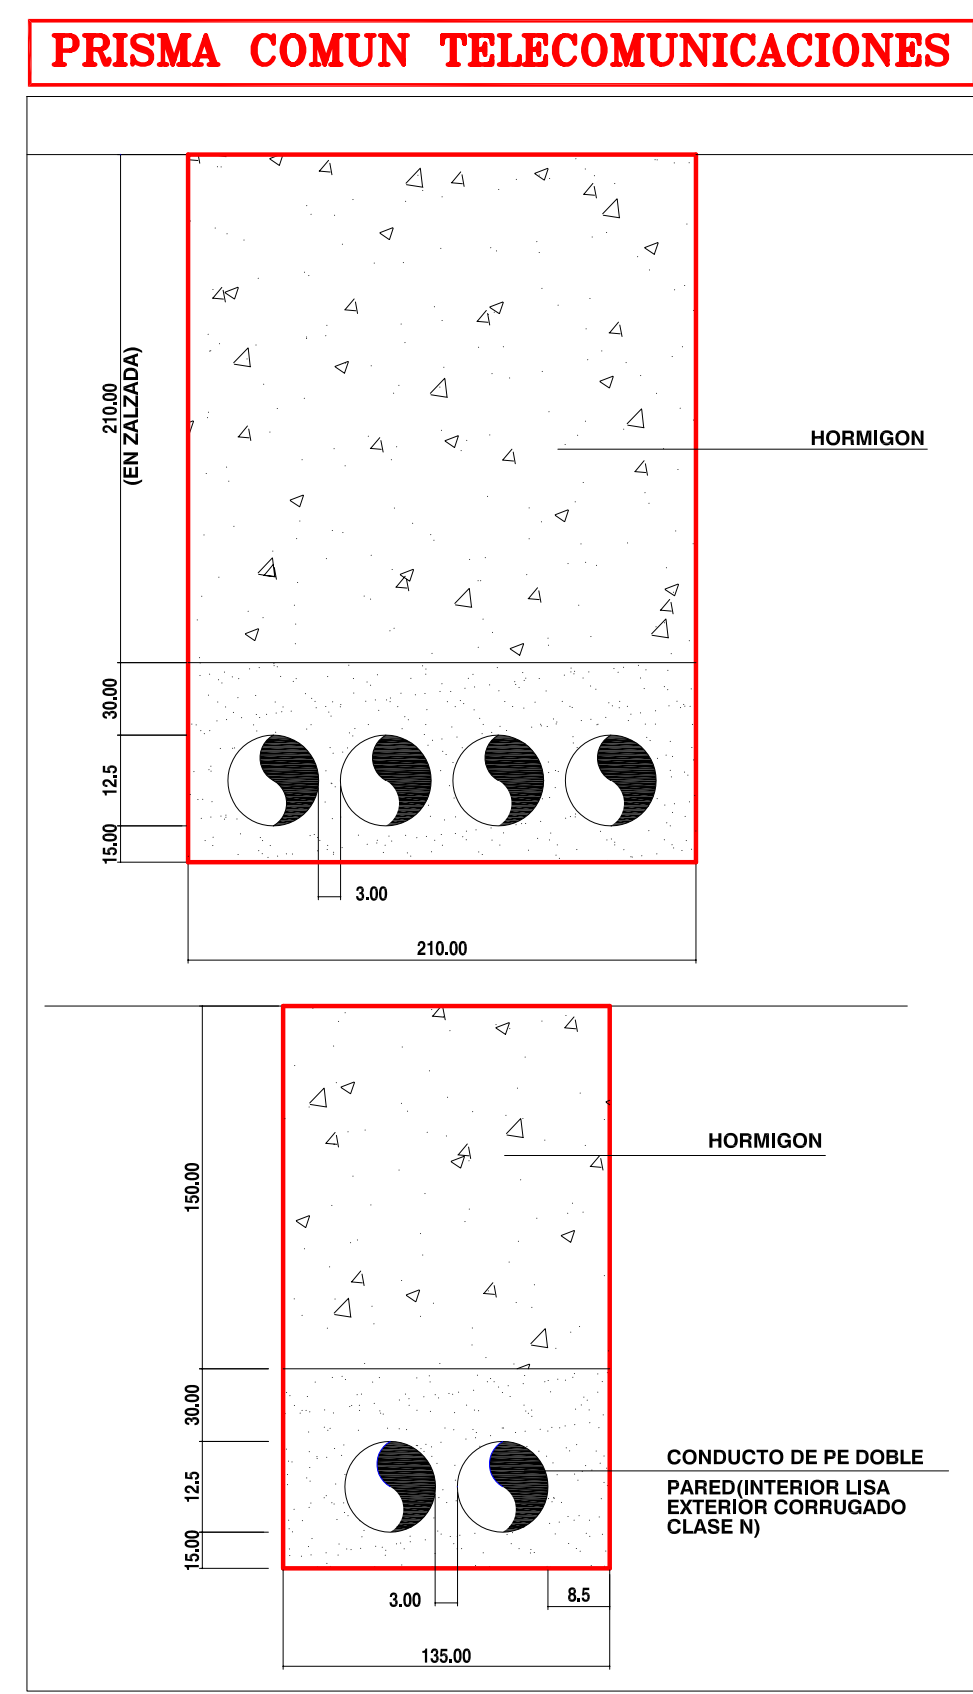 PRISMA COMUN TELECOMUNICACIONES
210.00
(EN ZALZADA)
HORMIGON
30.00
12.5
15.00
3.00
210.00
150.00
HORMIGON
30.00
12.5
15.00
CONDUCTO DE PE DOBLE
PARED(INTERIOR LISA
EXTERIOR CORRUGADO
CLASE N)
3.00
8.5
135.00